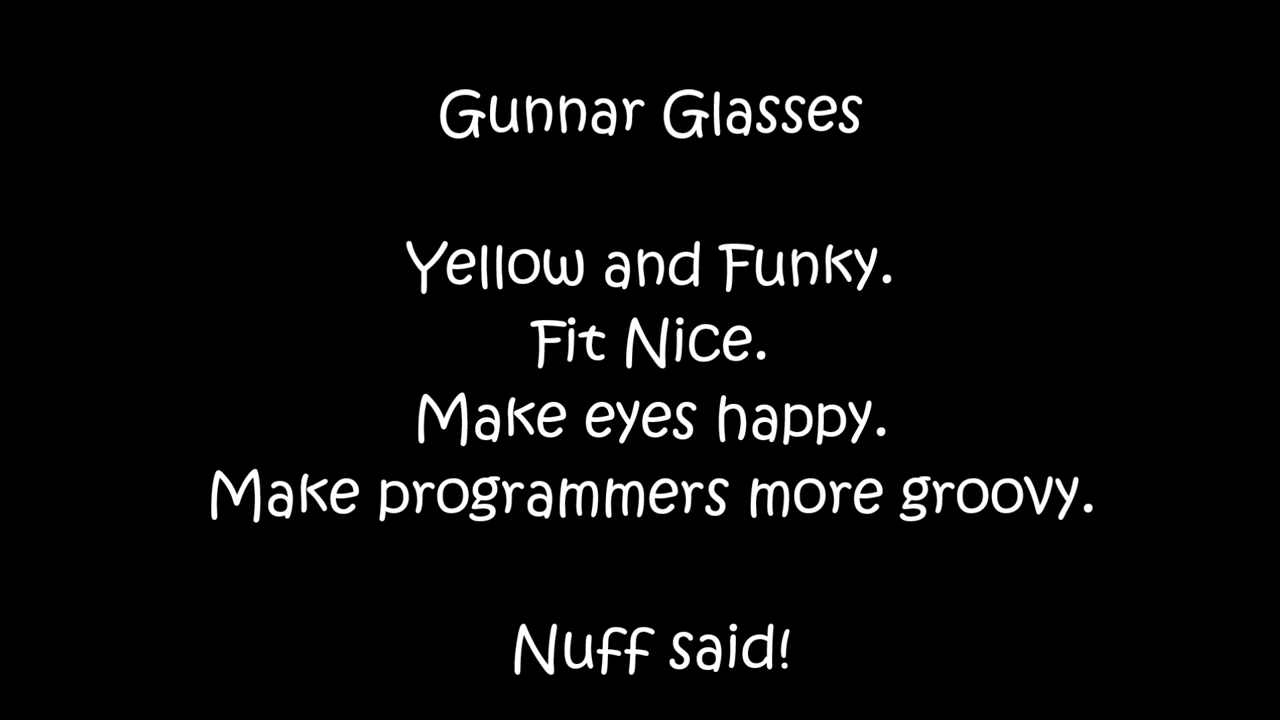 Gunnar Glasses
Yellow and Funky.
Fit Nice.
Make eyes happy.
Make programmers more groovy.
Nuff said!